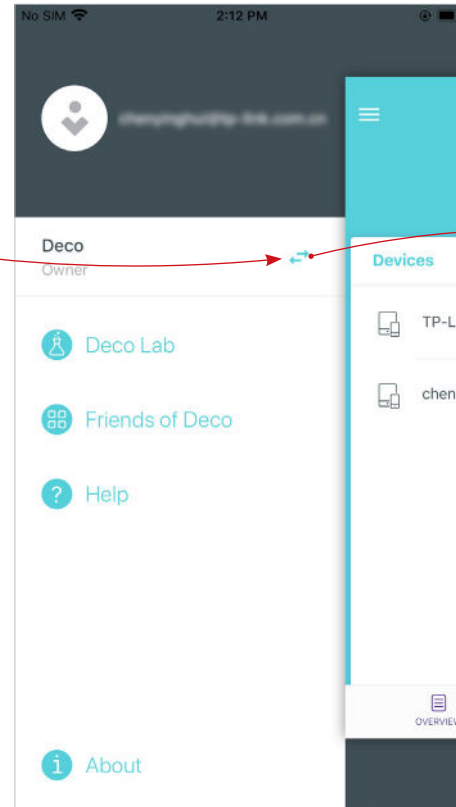 No SIM 2:12 PM
Deco
Owner
Devices
Deco Lab
TP-L
Friends of Deco
chen
Help
OVERVIEW
About